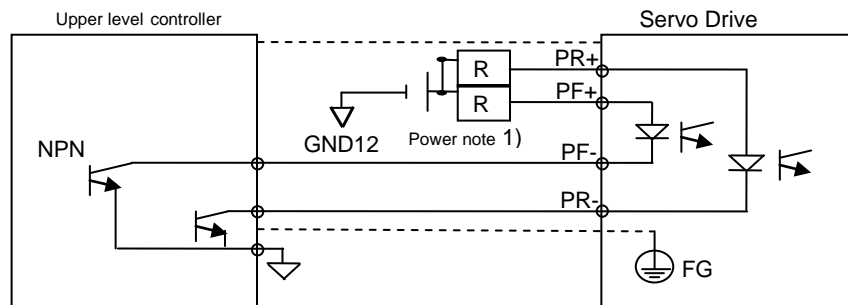 Upper level controller
Servo Drive
R
PR+
R
PF+
GND12
Power note 1)
NPN
PF-
PR-
FG